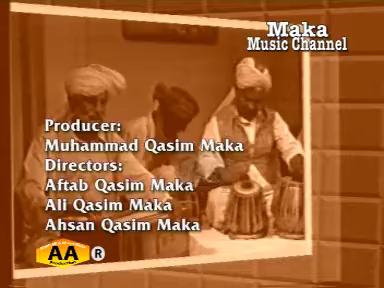 Maka
Music Channel
Producer:
Muhammad Qasim Maka
Directors:
Aftab Qasim Maka
Ali Qasim Maka
Ahsan Qasim Maka
AA ®